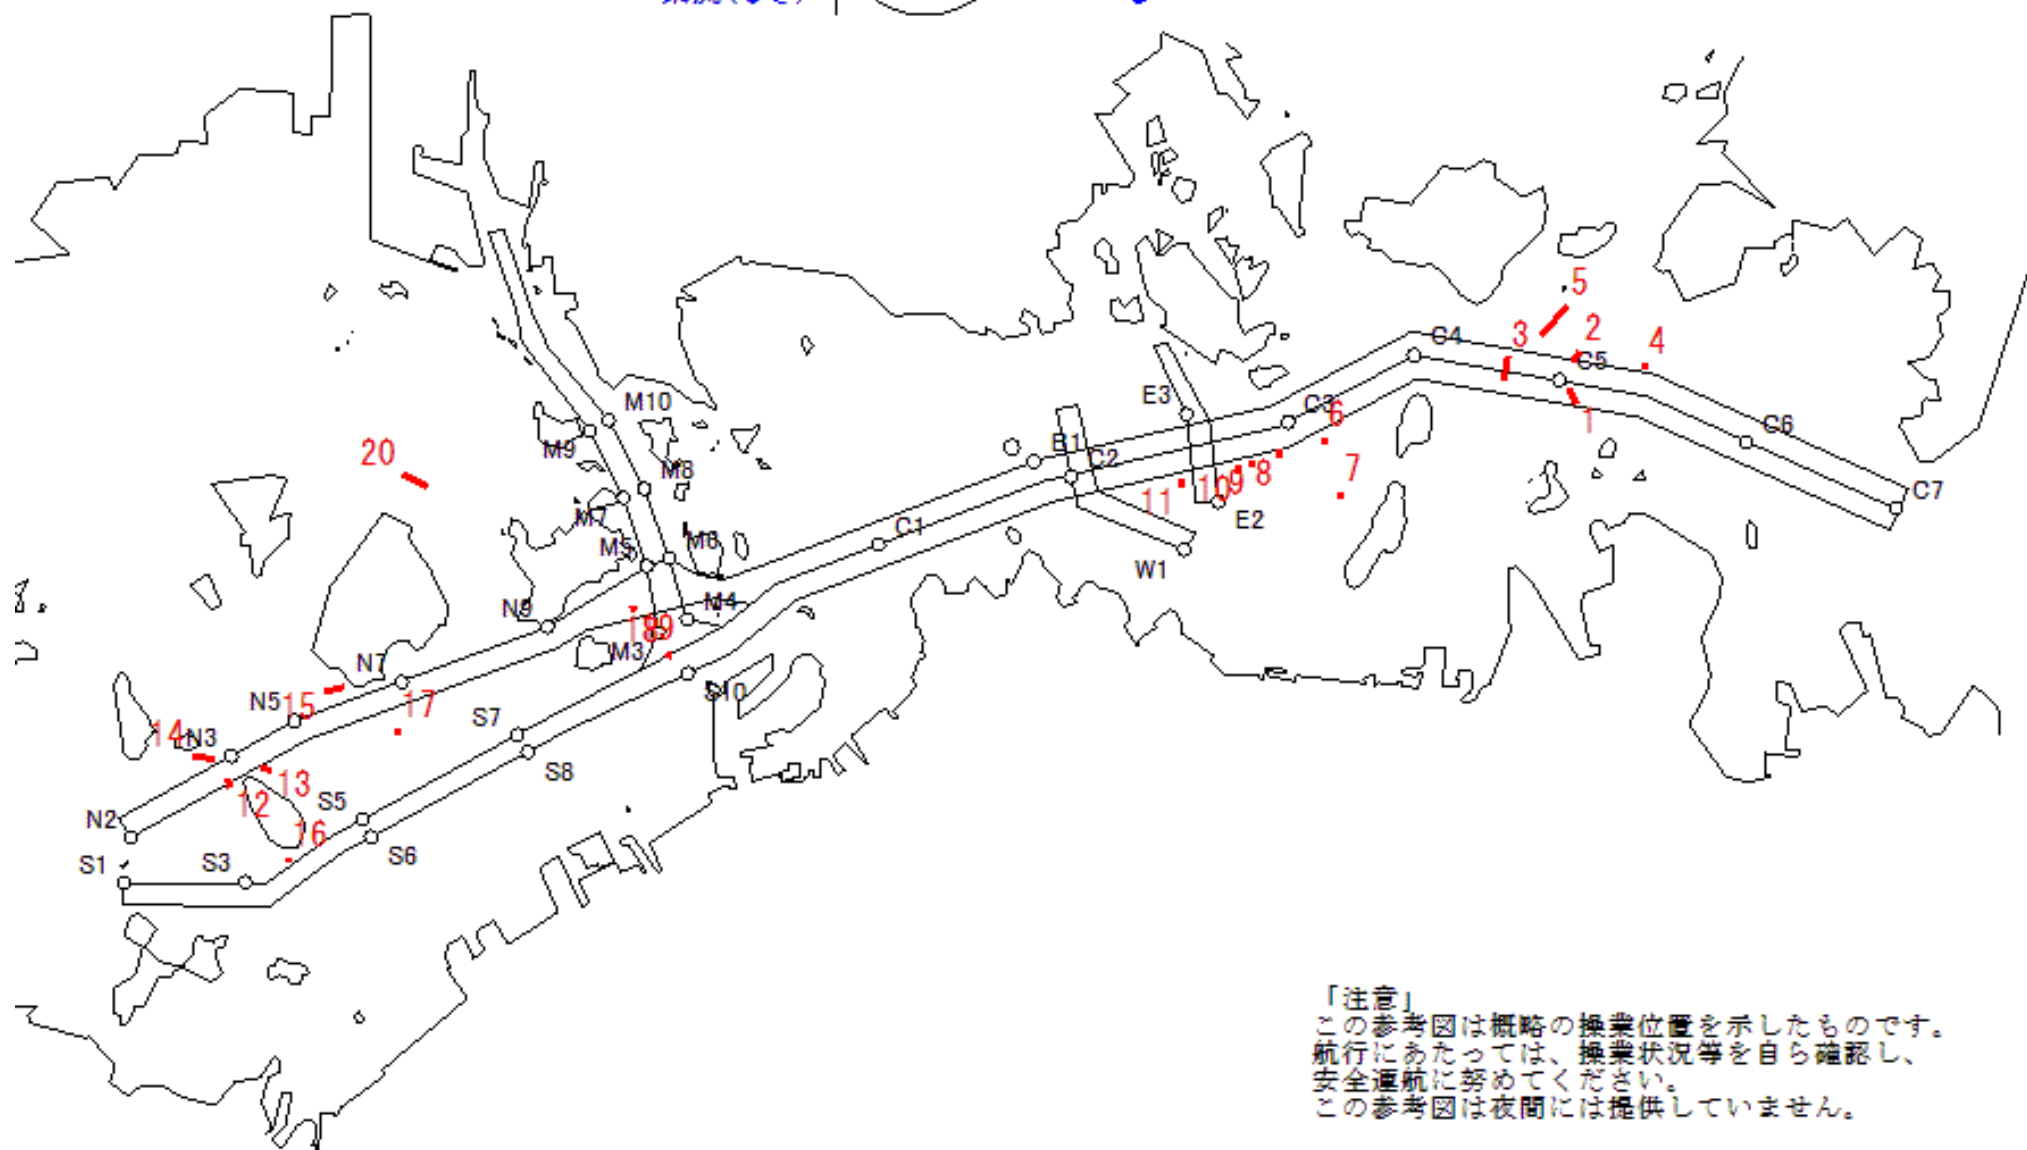 5
C4
3
2
C5
4
1
E3
C3
6
M10
M9
20
B1
C2
M8
C6
8
9
10
11
7
C7
E2
M7
C1
M5
M6
W1
N9
M4
18
19
M3
N7
S10
N5
15
17
14
N3
S7
S8
13
12
S5
N2
16
S6
S1
S3
「注意」
この参考図は概略の操業位置を示したものです。
航行にあたっては、操業状況等を自ら確認し、
安全運航に努めてください。
この参考図は夜間には提供していません。